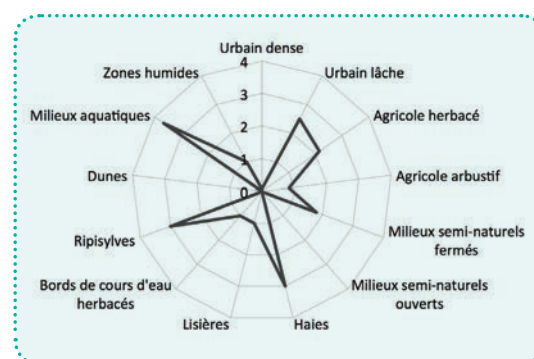 Urbain dense
Urbain lâche
Agricole herbacé
Agricole arbustif
Milieux semi-naturels
fermés
Milieux semi-naturels
ouverts
Haies
Lisières
Bords de cours d'eau
herbacés
Ripisylves
Dunes
Milieux aquatiques
Zones humides
4
3
2
1
0